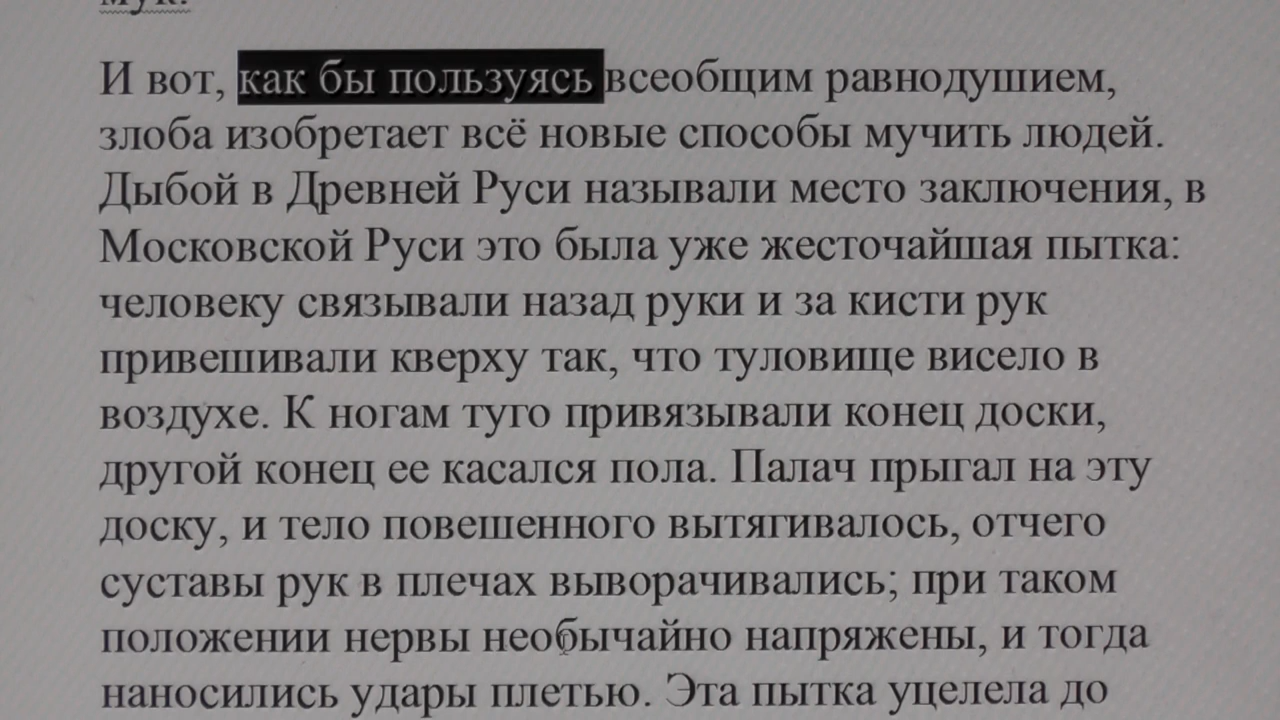 мук.
И вот, как бы пользуясь всеобщим равнодушием,
злоба изобретает всё новые способы мучить людей.
Дыбой в Древней Руси называли место заключения, в
Московской Руси это была уже жесточайшая пытка:
человеку связывали назад руки и за кисти рук
привешивали кверху так, что туловище висело в
воздухе. К ногам туго привязывали конец доски,
другой конец ее касался пола. Палач прыгал на эту
доску, и тело повешенного вытягивалось, отчего
суставы рук в плечах выворачивались; при таком
положении нервы необычайно напряжены, и тогда
наносились удары плетью. Эта пытка уцелела до